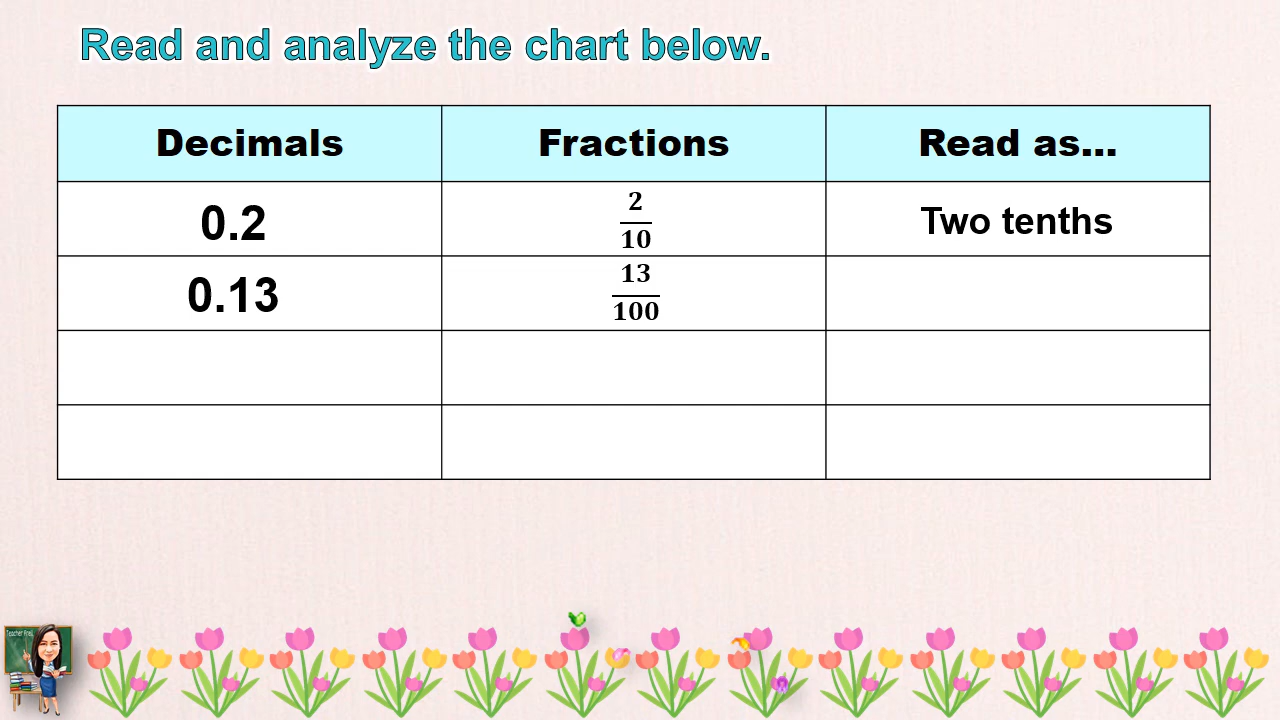 Read and analyze the chart below.
Decimals Fractions Read as...
0.2 2/10 Two tenths
0.13 13/100